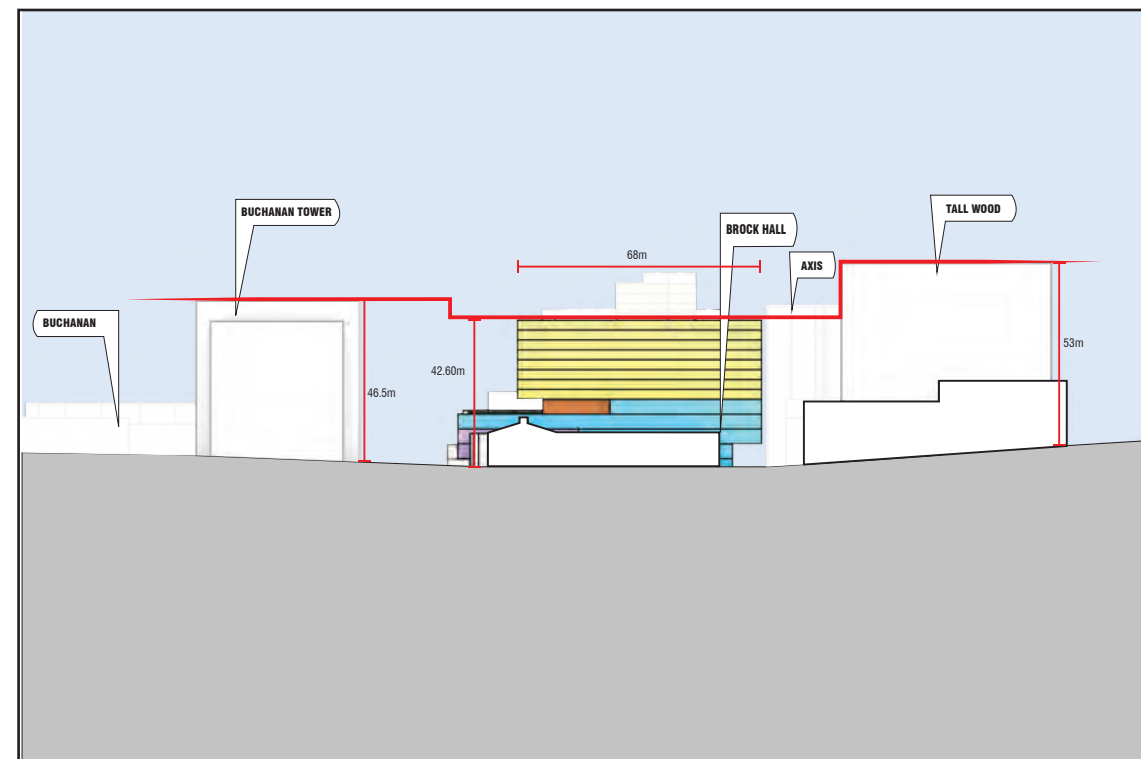 BUCHANAN TOWER
TALL WOOD
BROCK HALL
68m
AXIS
BUCHANAN
53m
42.60m
46.5m